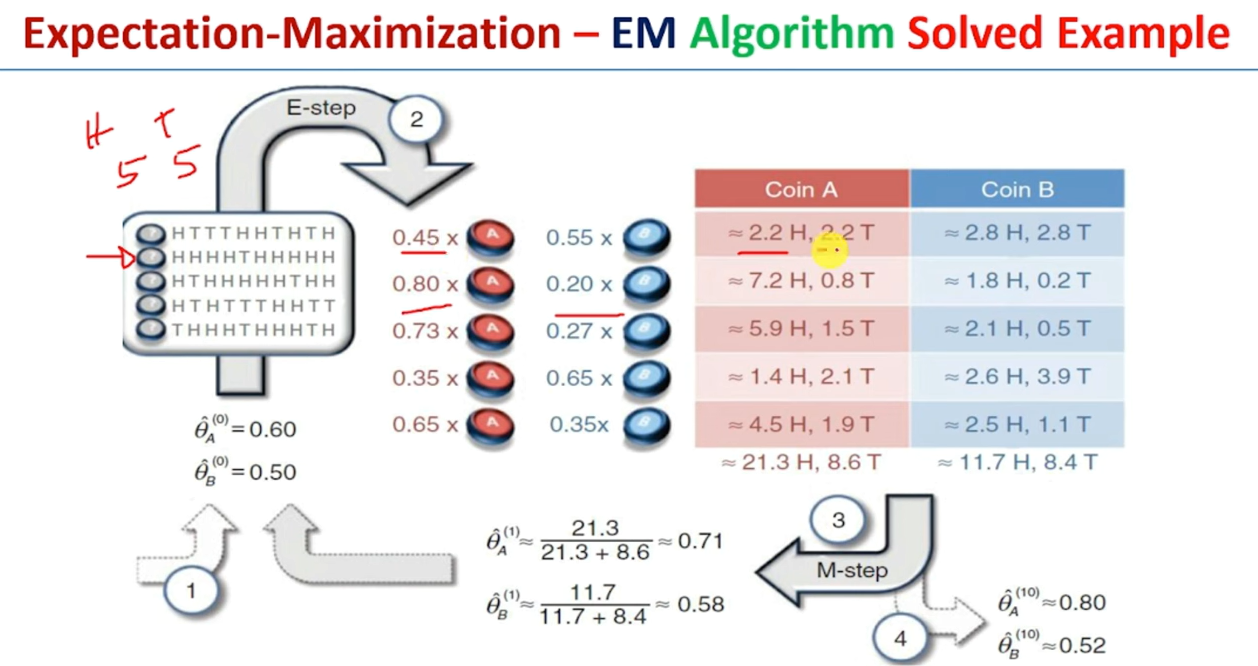 Expectation-Maximization – EM Algorithm Solved Example
H T
5 5
E-step
2
? H T T T H H T H T H
? H H H H T H H H H H
? H T H H H H H T H H
? H T H T T T H H T T
? T H H H T H H H T H
0.45 x A 0.55 x B
0.80 x A 0.20 x B
0.73 x A 0.27 x B
0.35 x A 0.65 x B
0.65 x A 0.35x B
Coin A Coin B
≈ 2.2 H, 2.2 T ≈ 2.8 H, 2.8 T
≈ 7.2 H, 0.8 T ≈ 1.8 H, 0.2 T
≈ 5.9 H, 1.5 T ≈ 2.1 H, 0.5 T
≈ 1.4 H, 2.1 T ≈ 2.6 H, 3.9 T
≈ 4.5 H, 1.9 T ≈ 2.5 H, 1.1 T
≈ 21.3 H, 8.6 T ≈ 11.7 H, 8.4 T
θ̂_A^(0) = 0.60
θ̂_B^(0) = 0.50
1
3
M-step
θ̂_A^(1) ≈ 21.3 / (21.3 + 8.6) ≈ 0.71
θ̂_B^(1) ≈ 11.7 / (11.7 + 8.4) ≈ 0.58
4
θ̂_A^(10) ≈ 0.80
θ̂_B^(10) ≈ 0.52